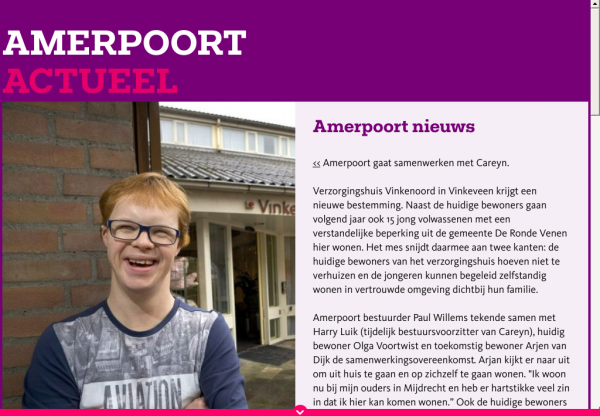 AMERPOORT
ACTUEEL
Vinke
AVIATION
Amerpoort nieuws
<< Amerpoort gaat samenwerken met Careyn.
Verzorgingshuis Vinkenoord in Vinkeveen krijgt een
nieuwe bestemming. Naast de huidige bewoners gaan
volgend jaar ook 15 jong volwassenen met een
verstandelijke beperking uit de gemeente De Ronde Venen
hier wonen. Het mes snijdt daarmee aan twee kanten: de
huidige bewoners van het verzorgingshuis hoeven niet te
verhuizen en de jongeren kunnen begeleid zelfstandig
wonen in vertrouwde omgeving dichtbij hun familie.
Amerpoort bestuurder Paul Willems tekende samen met
Harry Luik (tijdelijk bestuursvoorzitter van Careyn), huidig
bewoner Olga Voortwist en toekomstig bewoner Arjen van
Dijk de samenwerkingsovereenkomst. Arjan kijkt er naar uit
om uit huis te gaan en op zichzelf te gaan wonen. "Ik woon
nu bij mijn ouders in Mijdrecht en heb er hartstikke veel zin
in dat ik hier kan komen wonen.” Ook de huidige bewoners